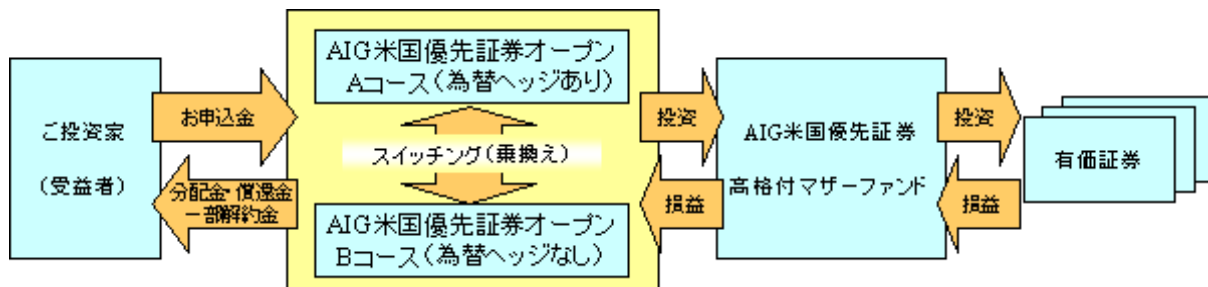 ご投資家
(受益者)
お申込金
分配金・償還金
一部解約金
AIG米国優先証券オープン
Aコース(為替ヘッジあり)
スイッチング(乗換え)
AIG米国優先証券オープン
Bコース(為替ヘッジなし)
投資
損益
AIG米国優先証券
高格付マザーファンド
投資
損益
有価証券